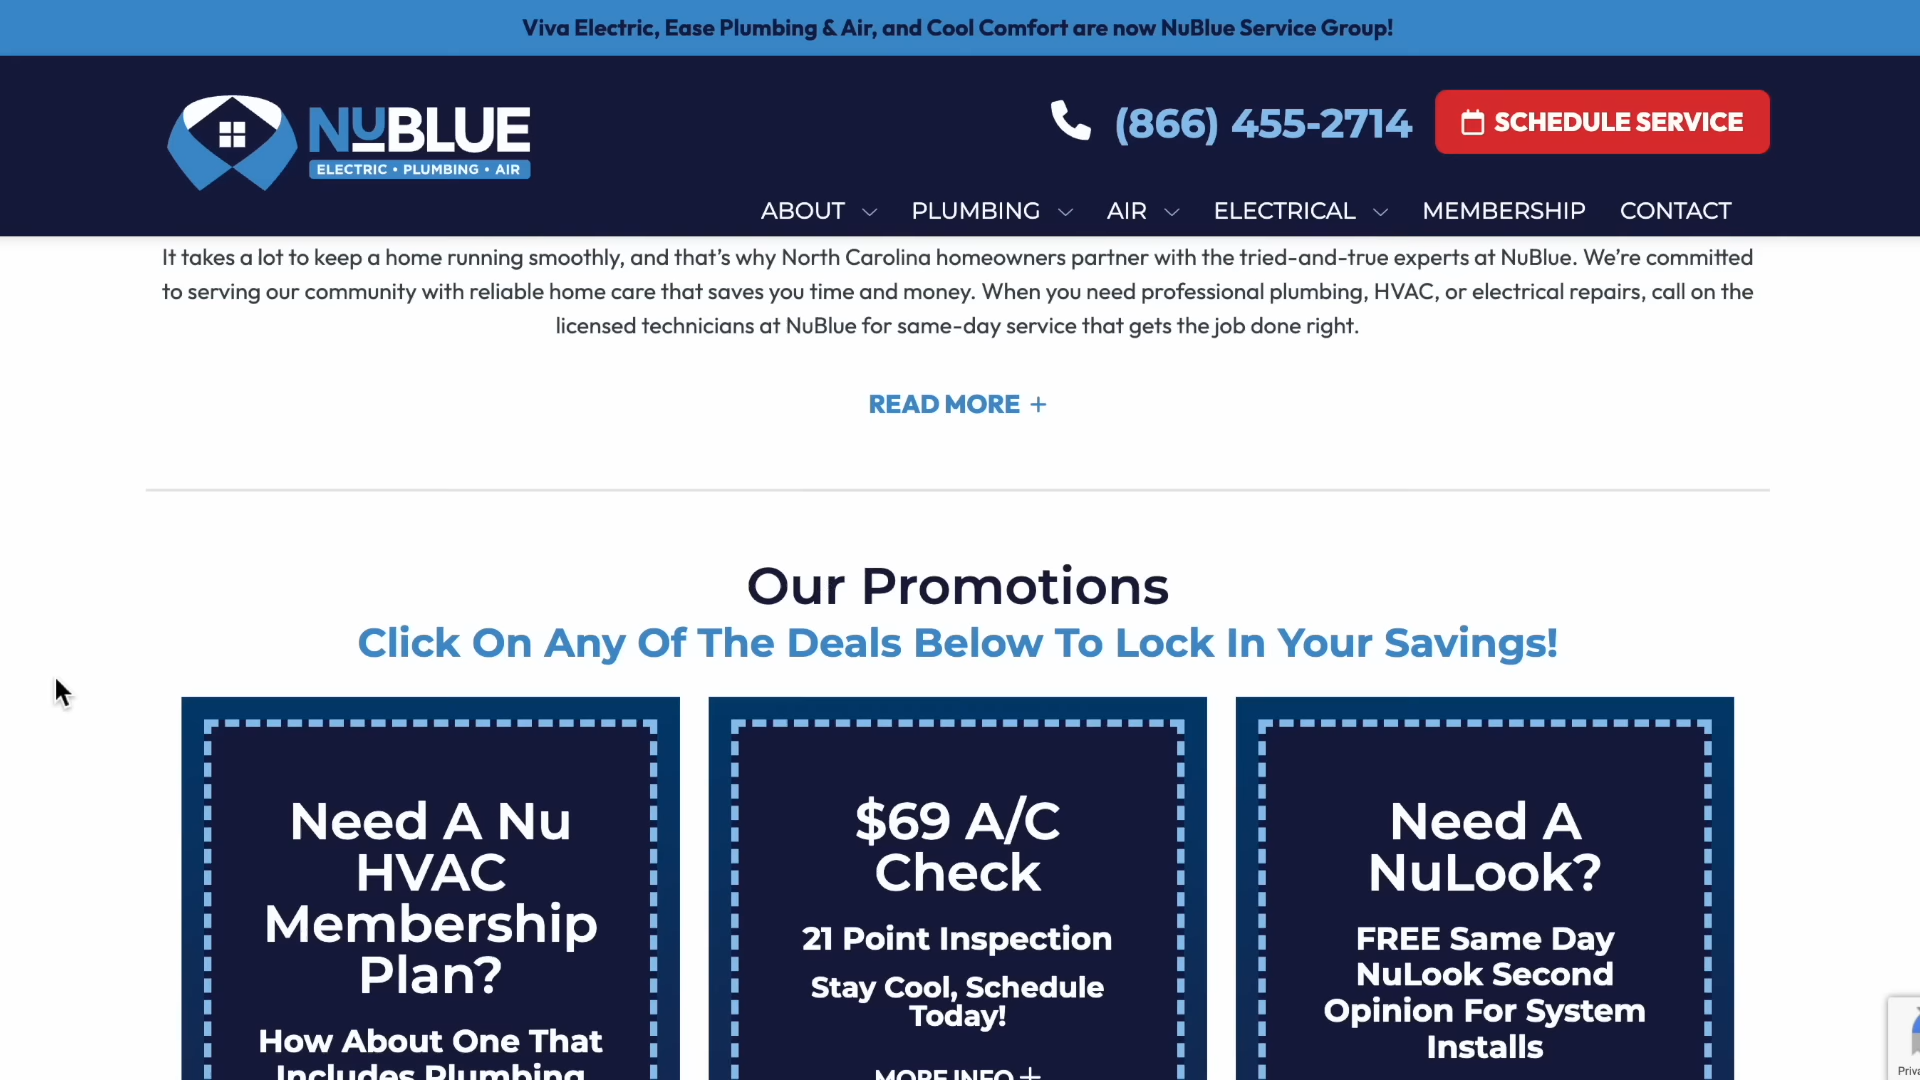 Viva Electric, Ease Plumbing & Air, and Cool Comfort are now NuBlue Service Group!
NuBLUE
ELECTRIC • PLUMBING • AIR
(866) 455-2714
SCHEDULE SERVICE
ABOUT PLUMBING AIR ELECTRICAL MEMBERSHIP CONTACT
It takes a lot to keep a home running smoothly, and that’s why North Carolina homeowners partner with the tried-and-true experts at NuBlue. We’re committed
to serving our community with reliable home care that saves you time and money. When you need professional plumbing, HVAC, or electrical repairs, call on the
licensed technicians at NuBlue for same-day service that gets the job done right.
READ MORE +
Our Promotions
Click On Any Of The Deals Below To Lock In Your Savings!
Need A Nu
HVAC
Membership
Plan?
How About One That
Includes Plumbing
$69 A/C
Check
21 Point Inspection
Stay Cool, Schedule
Today!
MORE INFO +
Need A
NuLook?
FREE Same Day
NuLook Second
Opinion For System
Installs